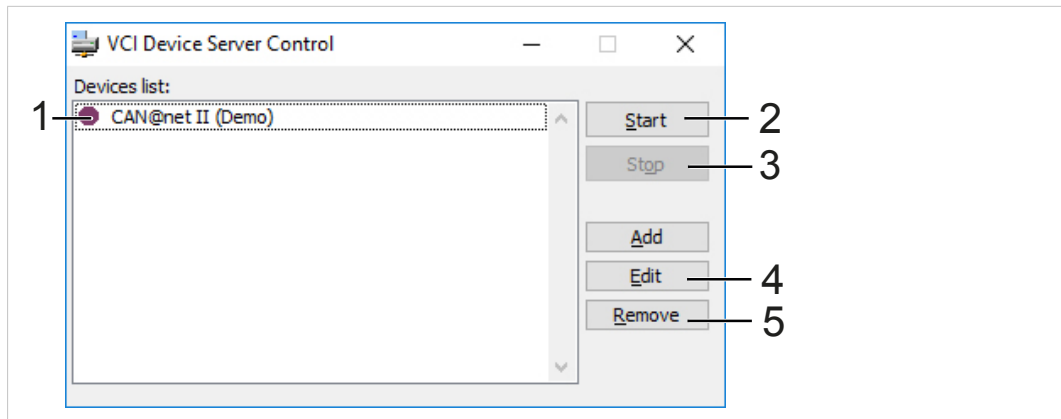 VCI Device Server Control
Devices list:
1 CAN@net II (Demo)
Start 2
Stop 3
Add
Edit 4
Remove 5